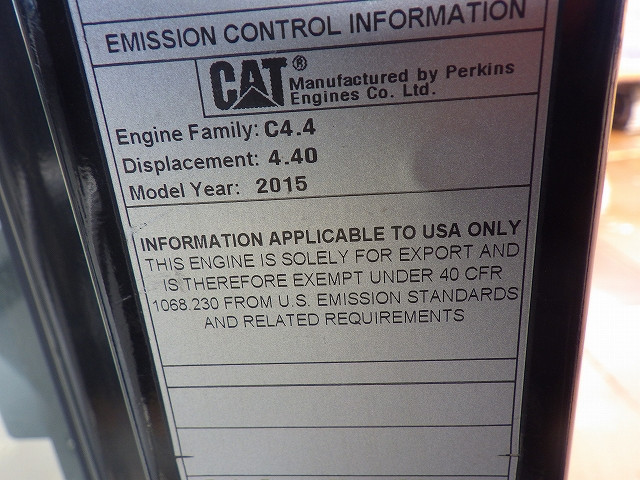 EMISSION CONTROL INFORMATION
CAT® Manufactured by Perkins
Engines Co. Ltd.
Engine Family: C4.4
Displacement: 4.40
Model Year: 2015
INFORMATION APPLICABLE TO USA ONLY
THIS ENGINE IS SOLELY FOR EXPORT AND
IS THEREFORE EXEMPT UNDER 40 CFR
1068.230 FROM U.S. EMISSION STANDARDS
AND RELATED REQUIREMENTS